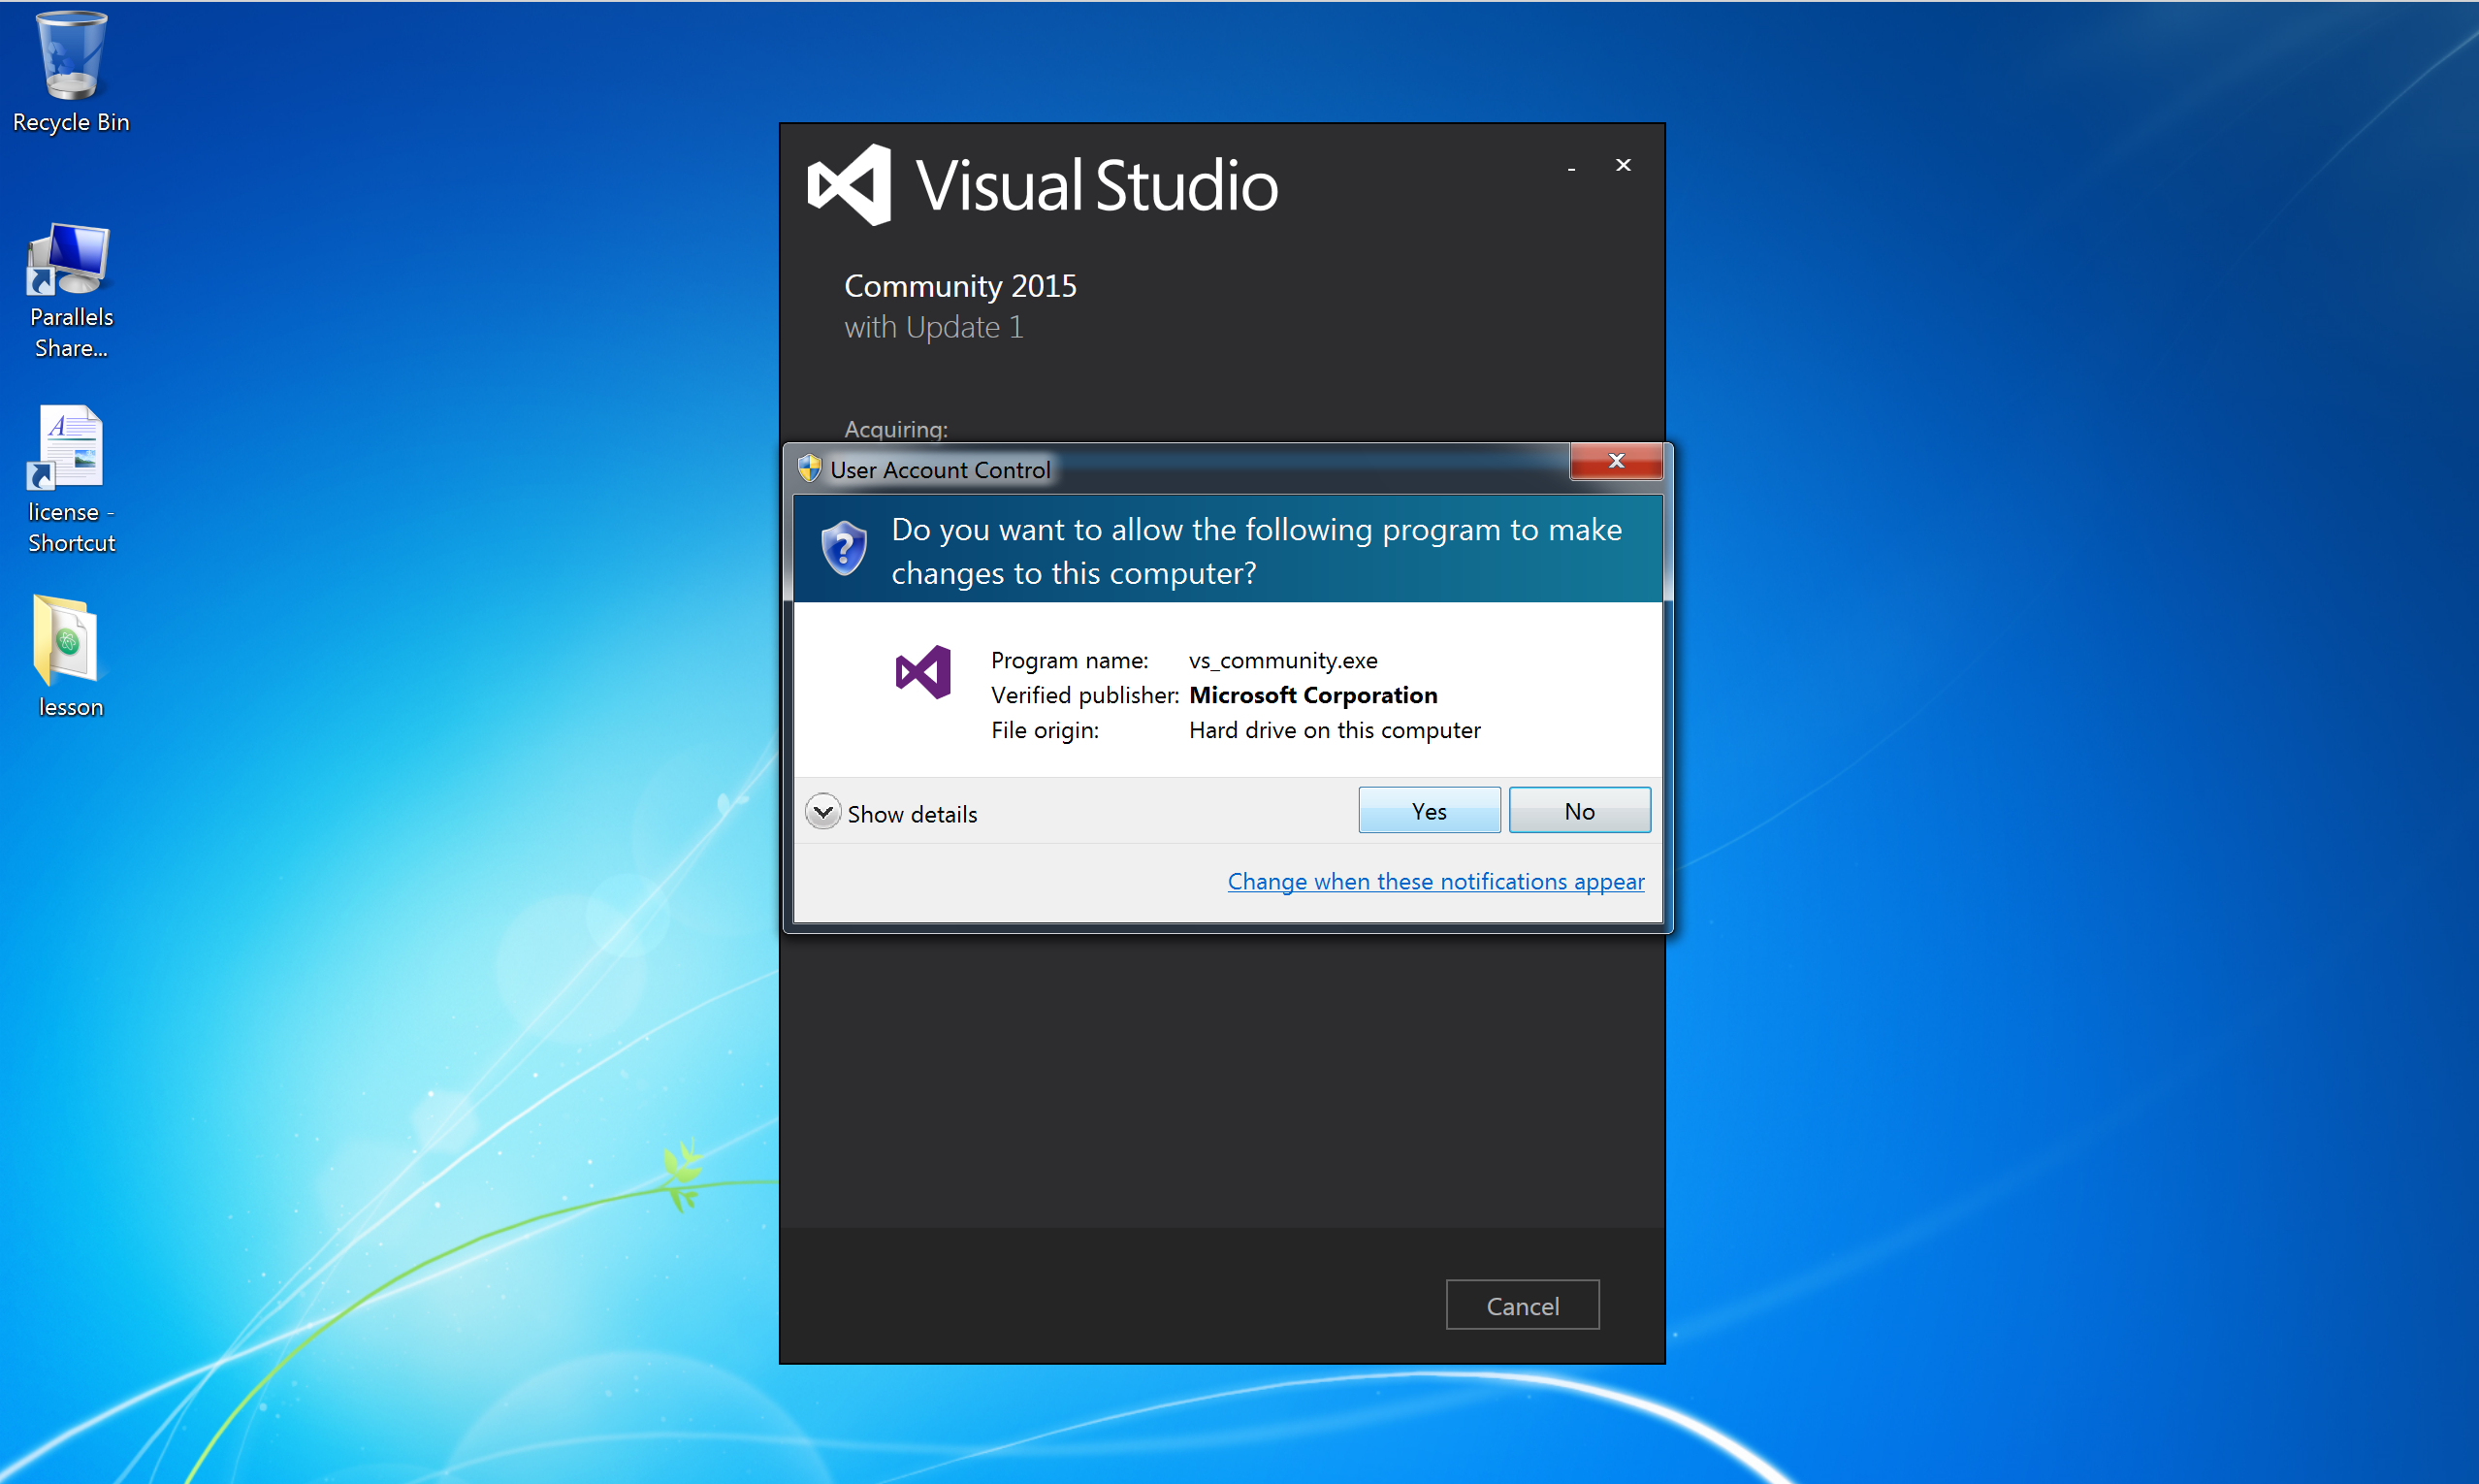 Recycle Bin
Parallels
Share...
license -
Shortcut
lesson
Visual Studio
Community 2015
with Update 1
Acquiring:
User Account Control
Do you want to allow the following program to make
changes to this computer?
Program name: vs_community.exe
Verified publisher: Microsoft Corporation
File origin: Hard drive on this computer
Show details
Yes
No
Change when these notifications appear
Cancel